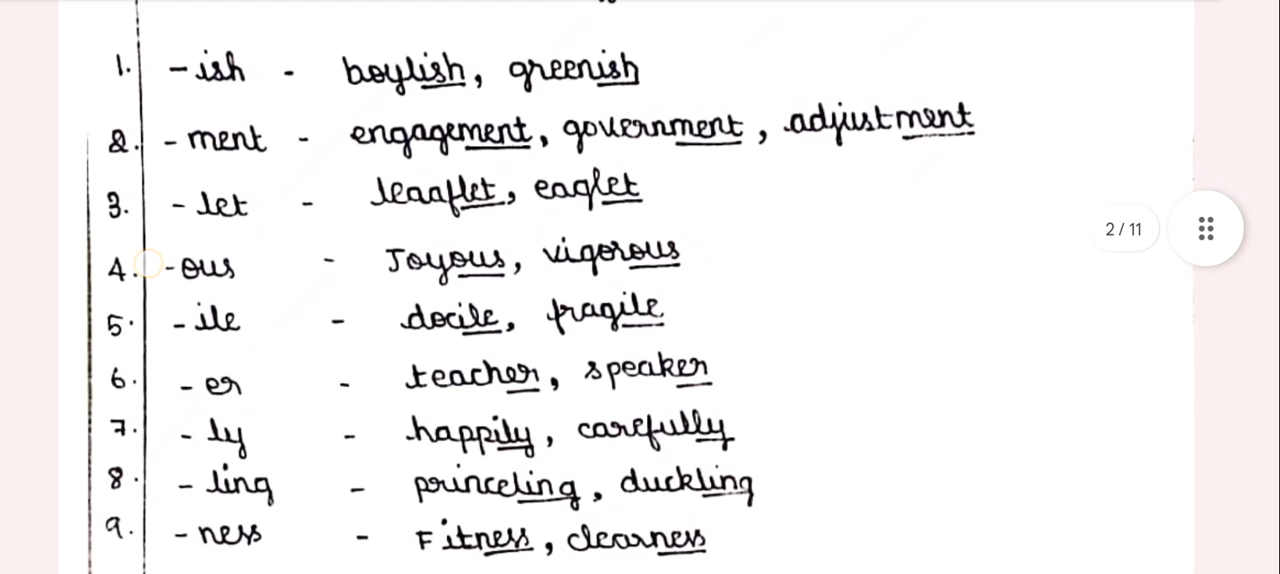 1. -ish - boylish, greenish
2. -ment - engagement, government, adjustment
3. -let - leaaflet, eaglet
2 / 11
4. -ous - Joyous, vigorous
5. -ile - docile, fragile
6. -er - teacher, speaker
7. -ly - happily, carefully
8. -ling - princeling, duckling
9. -ness - Fitness, clearness